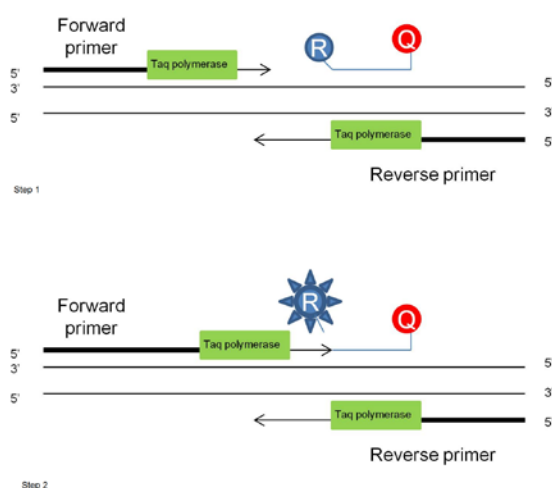 Forward
primer
R
Q
Taq polymerase
5'
3'
5'
5'
3'
Taq polymerase
5'
Reverse primer
Step 1
R
Forward
primer
Q
Taq polymerase
5'
3'
5'
5'
3'
Taq polymerase
5'
Reverse primer
Step 2